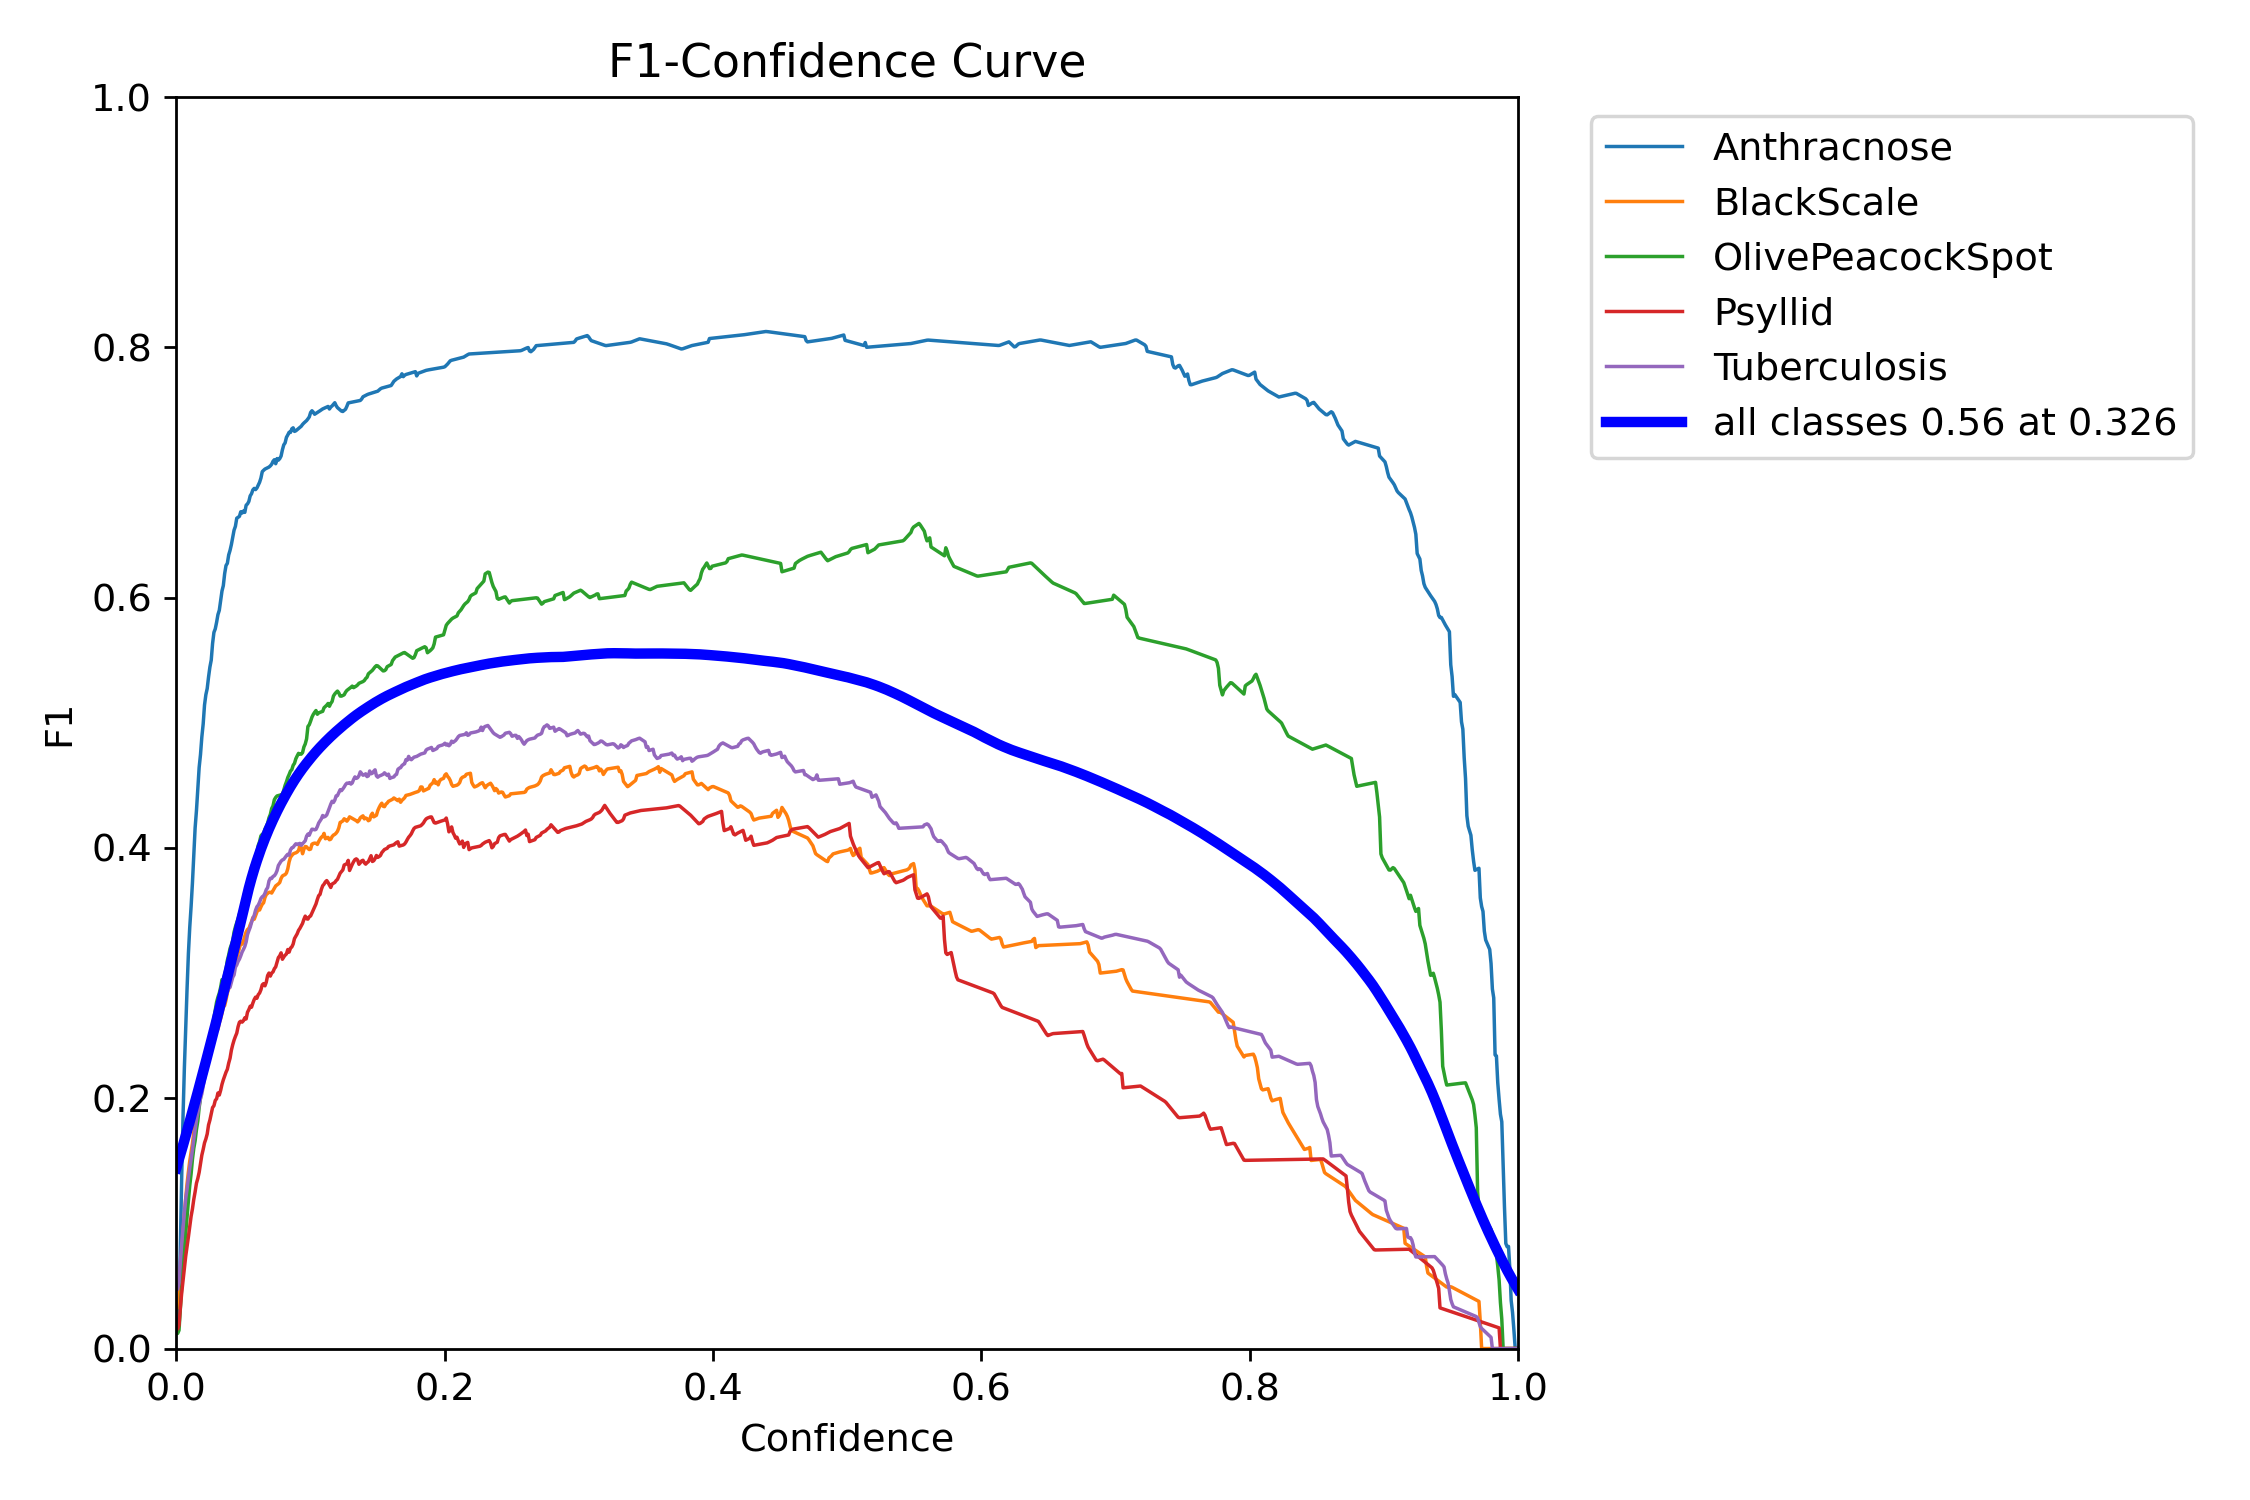 F1-Confidence Curve
1.0
0.8
0.6
0.4
0.2
0.0
F1
0.0 0.2 0.4 0.6 0.8 1.0
Confidence
Anthracnose
BlackScale
OlivePeacockSpot
Psyllid
Tuberculosis
all classes 0.56 at 0.326